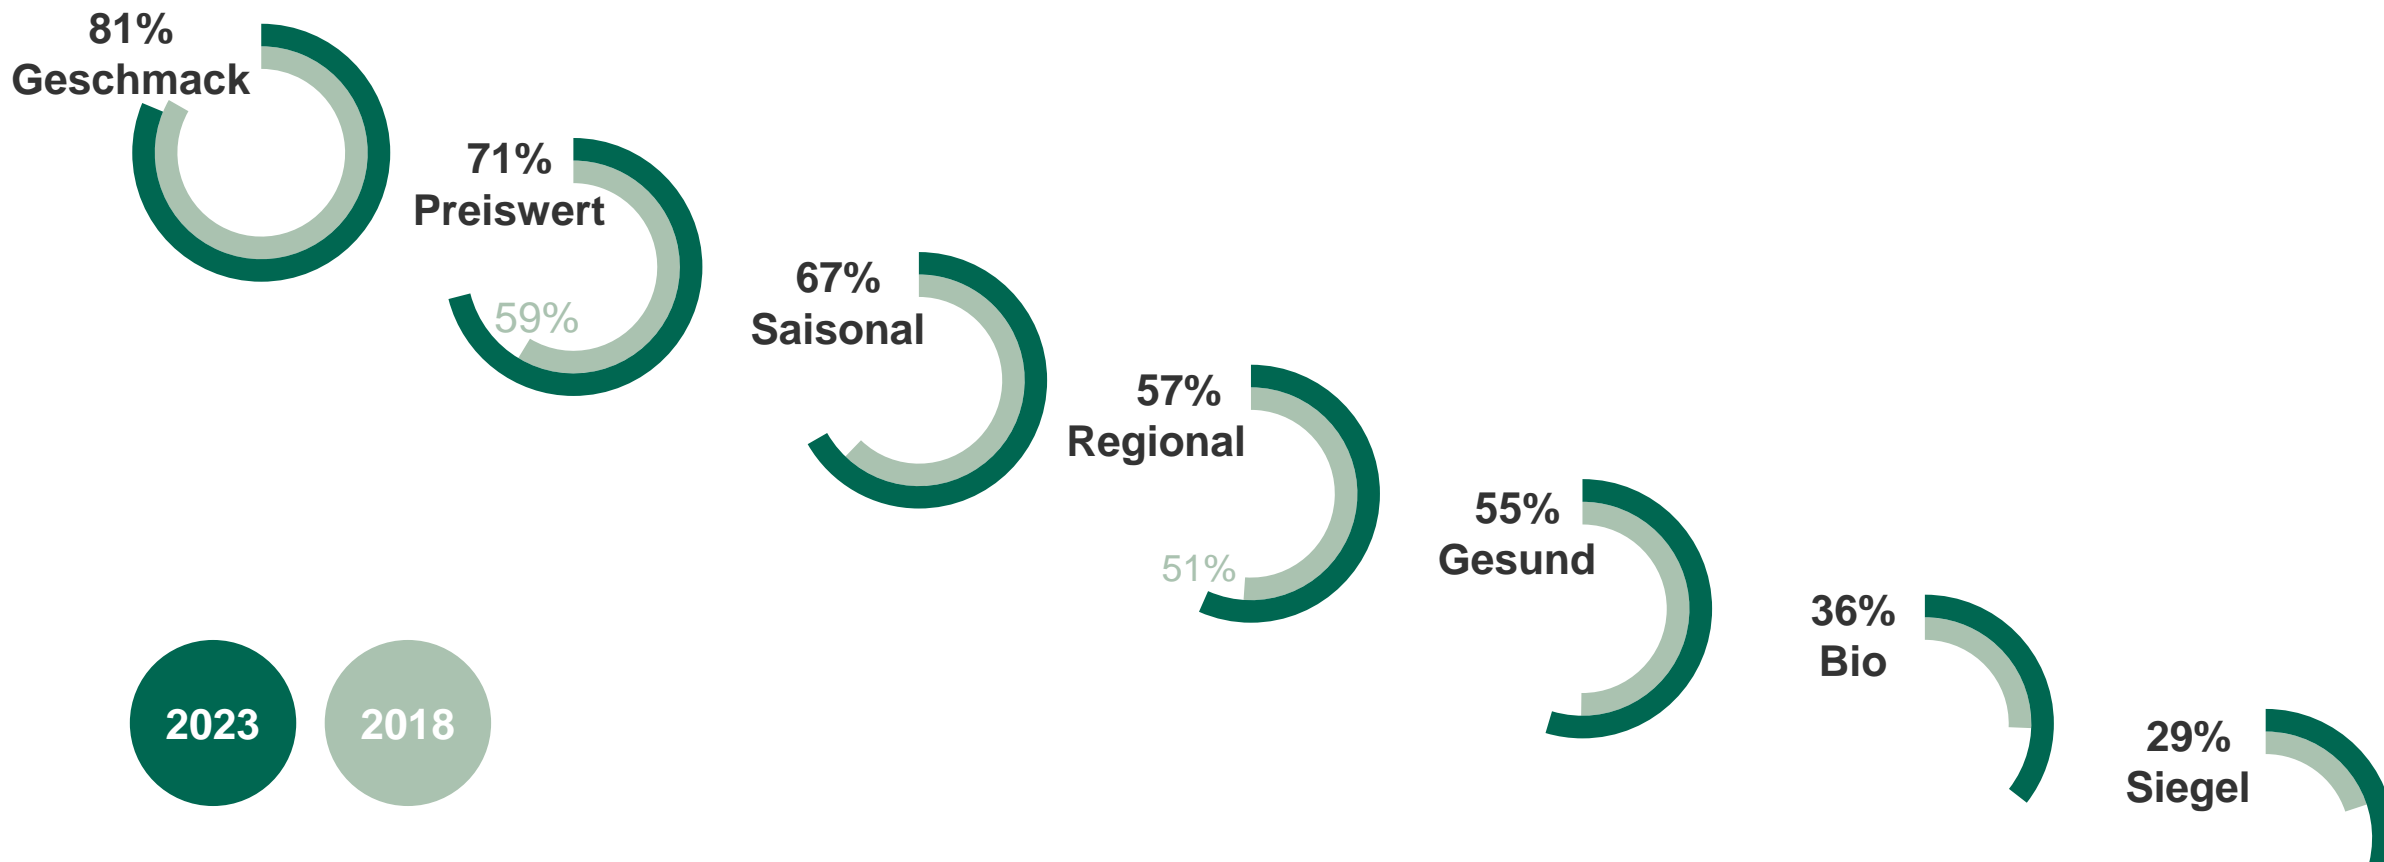 81%
Geschmack
71%
Preiswert
59%
67%
Saisonal
57%
Regional
51%
55%
Gesund
36%
Bio
29%
Siegel
2023
2018